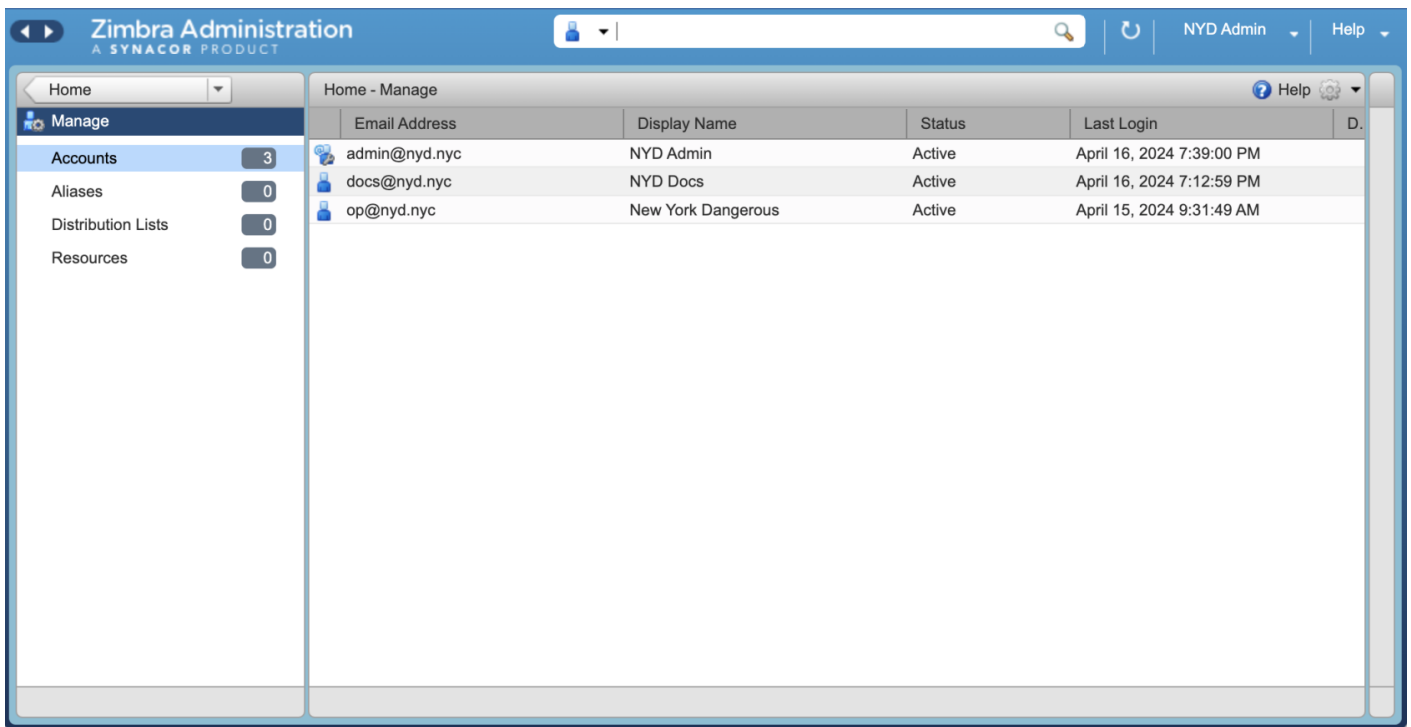 Zimbra Administration
A SYNACOR PRODUCT
NYD Admin
Help
Home
Home - Manage
Help
Manage
Email Address Display Name Status Last Login D.
Accounts 3
Aliases 0
Distribution Lists 0
Resources 0
admin@nyd.nyc NYD Admin Active April 16, 2024 7:39:00 PM
docs@nyd.nyc NYD Docs Active April 16, 2024 7:12:59 PM
op@nyd.nyc New York Dangerous Active April 15, 2024 9:31:49 AM